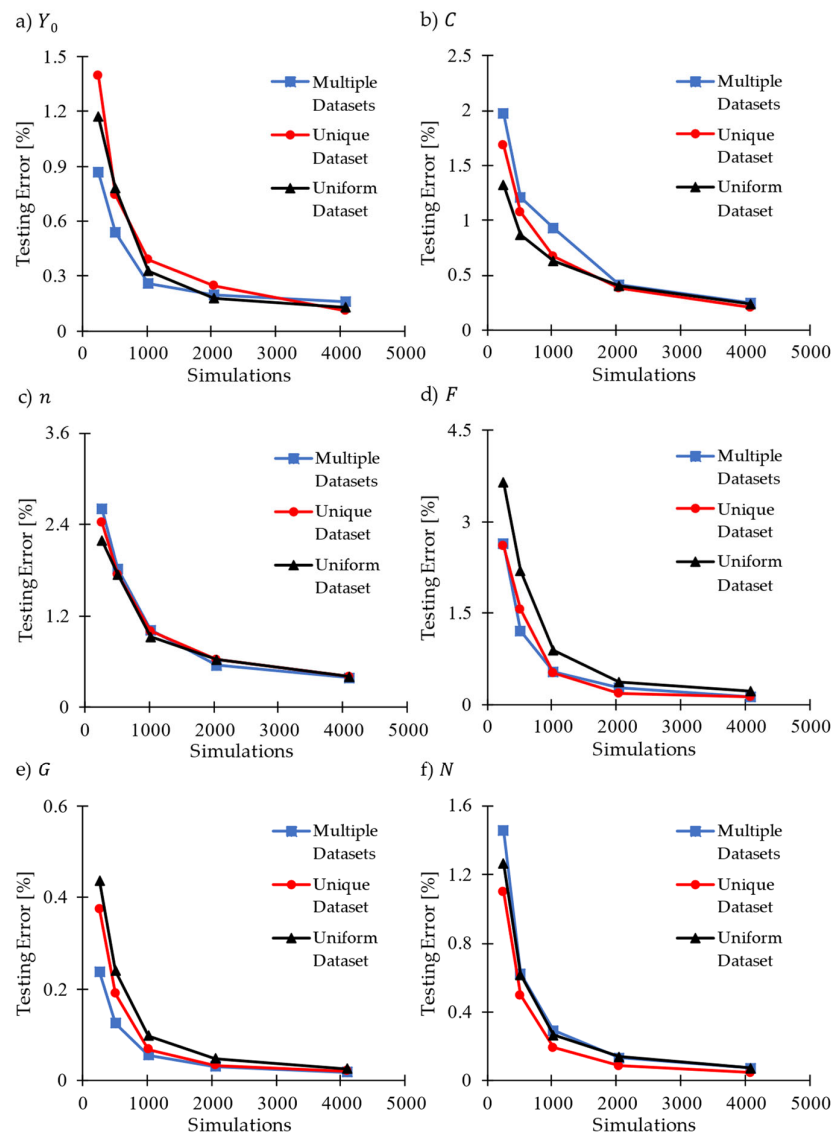 a) Y₀
1.5
1.2
0.9
0.6
0.3
0
Testing Error [%]
0 1000 2000 3000 4000 5000
Simulations
Multiple
Datasets
Unique
Dataset
Uniform
Dataset
b) C
2.5
2
1.5
1
0.5
0
Testing Error [%]
0 1000 2000 3000 4000 5000
Simulations
Multiple
Datasets
Unique
Dataset
Uniform
Dataset
c) n
3.6
2.4
1.2
0
Testing Error [%]
0 1000 2000 3000 4000 5000
Simulations
Multiple
Datasets
Unique
Dataset
Uniform
Dataset
d) F
4.5
3
1.5
0
Testing Error [%]
0 1000 2000 3000 4000 5000
Simulations
Multiple
Datasets
Unique
Dataset
Uniform
Dataset
e) G
0.6
0.4
0.2
0
Testing Error [%]
0 1000 2000 3000 4000 5000
Simulations
Multiple
Datasets
Unique
Dataset
Uniform
Dataset
f) N
1.6
1.2
0.8
0.4
0
Testing Error [%]
0 1000 2000 3000 4000 5000
Simulations
Multiple
Datasets
Unique
Dataset
Uniform
Dataset